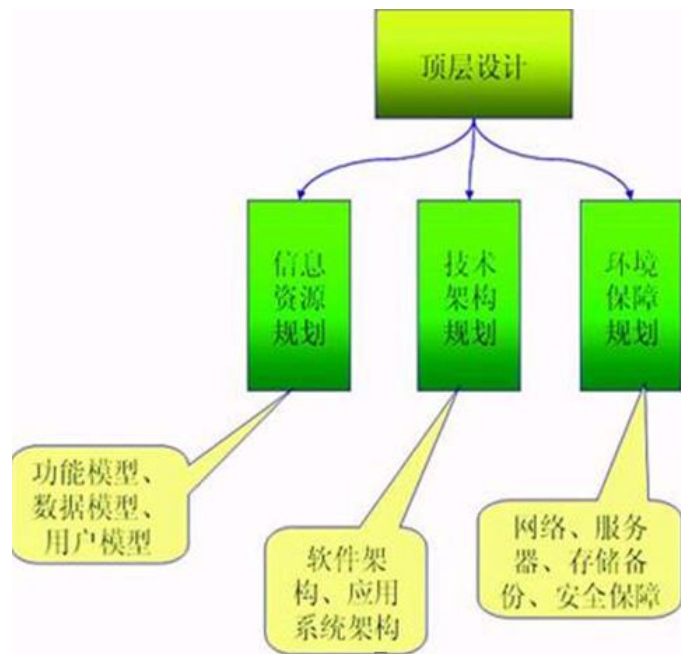 顶层设计
信息
资源
规划
技术
架构
规划
环境
保障
规划
功能模型、
数据模型、
用户模型
软件架
构、应用
系统架构
网络、服务
器、存储备
份、安全保障